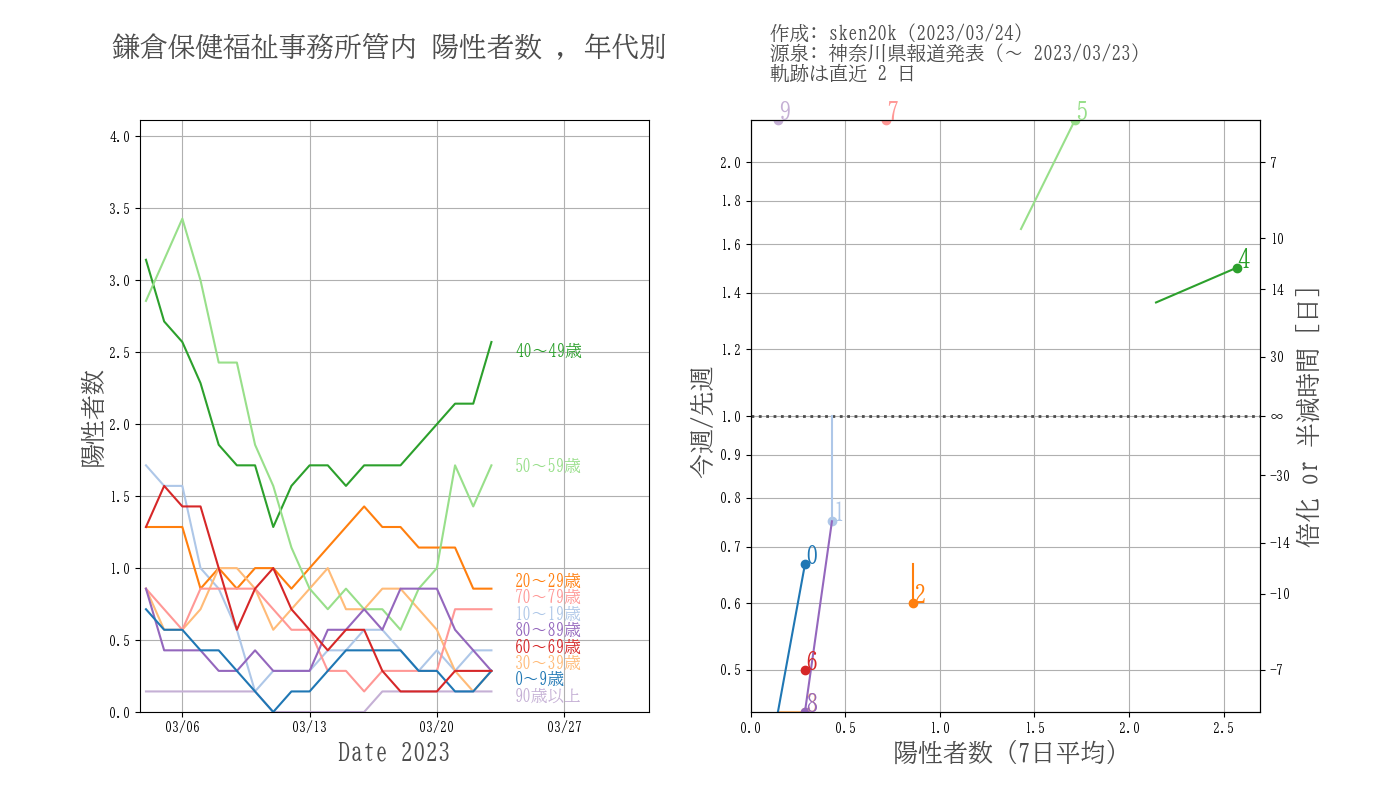 鎌倉保健福祉事務所管内 陽性者数 , 年代別
作成: sken20k (2023/03/24)
源泉: 神奈川県報道発表 (〜 2023/03/23)
軌跡は直近 2 日
陽性者数
4.0
3.5
3.0
2.5
2.0
1.5
1.0
0.5
0.0
40〜49歳
50〜59歳
20〜29歳
70〜79歳
10〜19歳
80〜89歳
60〜69歳
30〜39歳
0〜9歳
90歳以上
03/06
03/13
03/20
03/27
Date 2023
今週/先週
2.0
1.8
1.6
1.4
1.2
1.0
0.9
0.8
0.7
0.6
0.5
9
7
5
4
1
0
2
6
8
0.0
0.5
1.0
1.5
2.0
2.5
陽性者数 (7日平均)
7
10
14
30
∞
−30
−14
−10
−7
倍化 or 半減時間 [日]